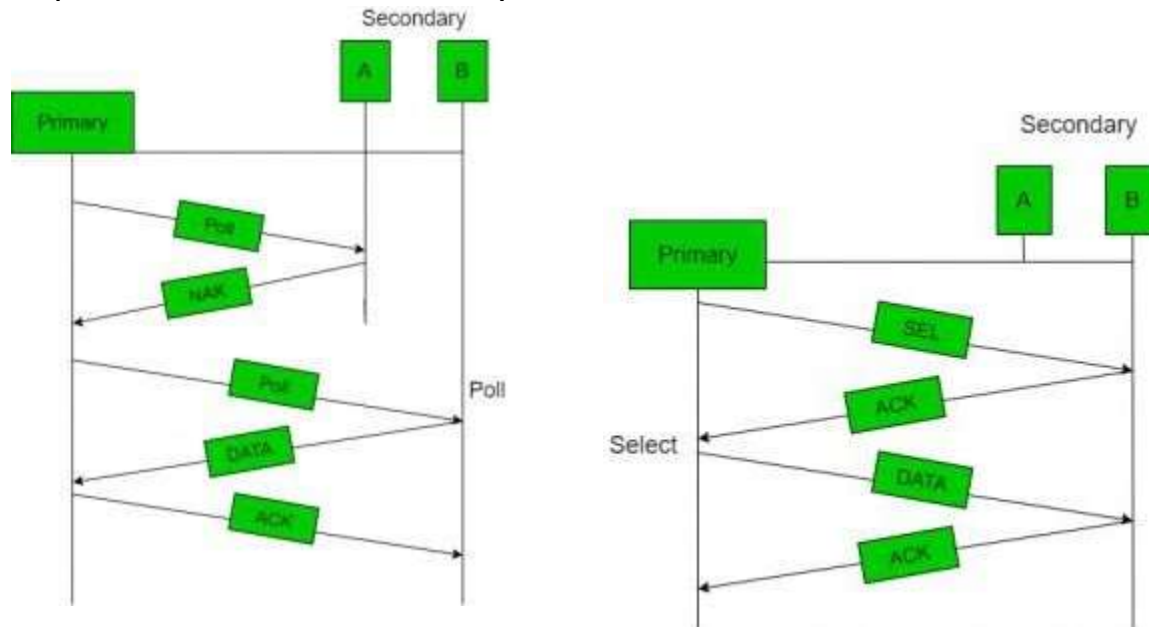 Secondary
A
B
Primary
Poll
NAK
Poll
Poll
DATA
ACK
Secondary
A
B
Primary
SEL
ACK
Select
DATA
ACK